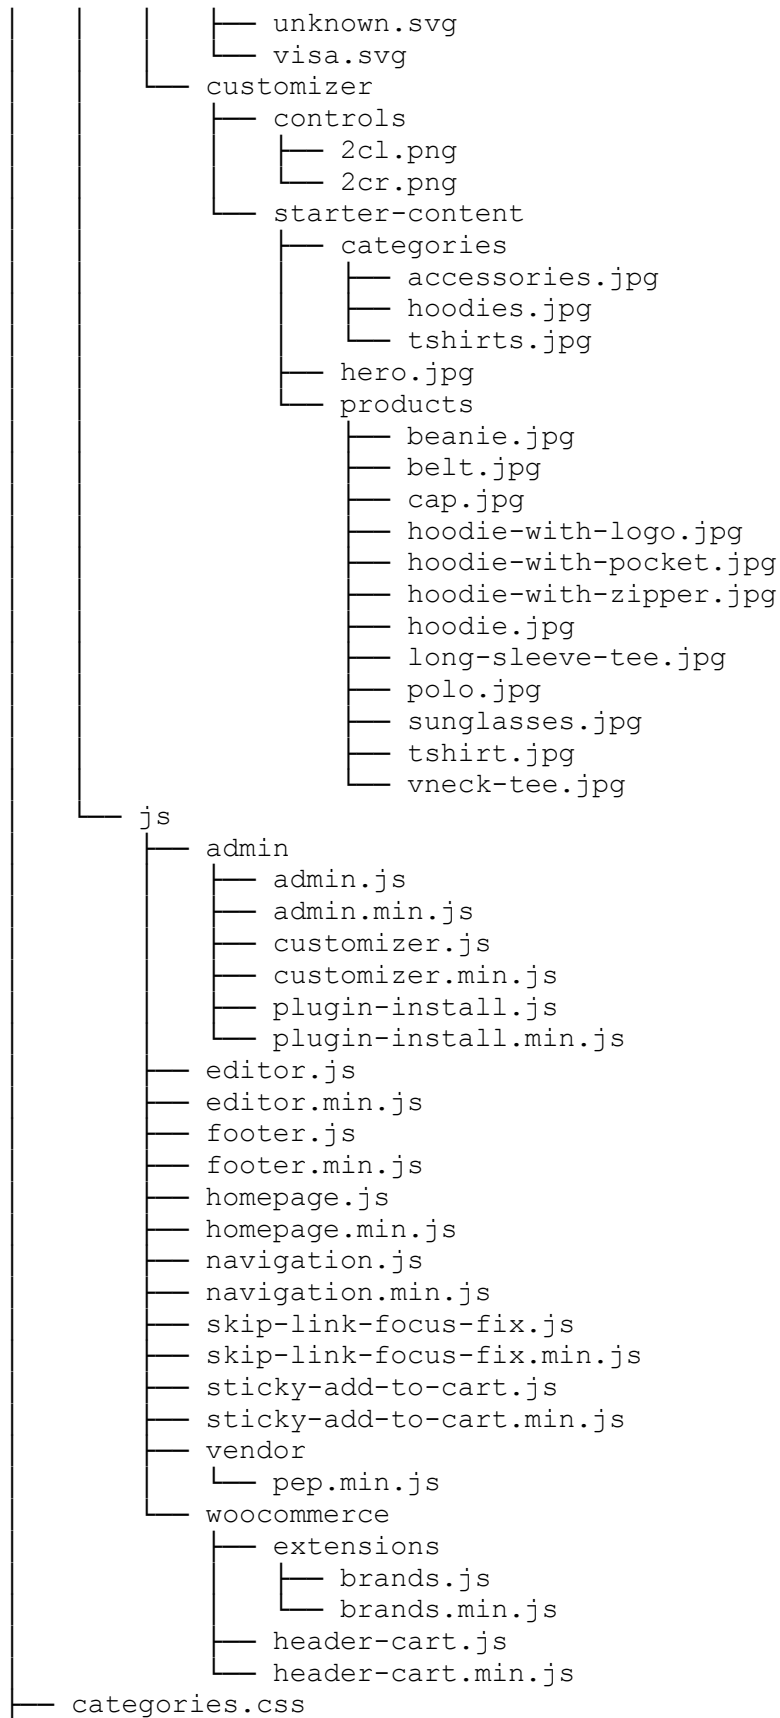 │   │   │   ├── unknown.svg
│   │   │   └── visa.svg
│   │   └── customizer
│   │       ├── controls
│   │       │   ├── 2cl.png
│   │       │   └── 2cr.png
│   │       └── starter-content
│   │           ├── categories
│   │           │   ├── accessories.jpg
│   │           │   ├── hoodies.jpg
│   │           │   └── tshirts.jpg
│   │           ├── hero.jpg
│   │           └── products
│   │               ├── beanie.jpg
│   │               ├── belt.jpg
│   │               ├── cap.jpg
│   │               ├── hoodie-with-logo.jpg
│   │               ├── hoodie-with-pocket.jpg
│   │               ├── hoodie-with-zipper.jpg
│   │               ├── hoodie.jpg
│   │               ├── long-sleeve-tee.jpg
│   │               ├── polo.jpg
│   │               ├── sunglasses.jpg
│   │               ├── tshirt.jpg
│   │               └── vneck-tee.jpg
│   └── js
│       ├── admin
│       │   ├── admin.js
│       │   ├── admin.min.js
│       │   ├── customizer.js
│       │   ├── customizer.min.js
│       │   ├── plugin-install.js
│       │   └── plugin-install.min.js
│       ├── editor.js
│       ├── editor.min.js
│       ├── footer.js
│       ├── footer.min.js
│       ├── homepage.js
│       ├── homepage.min.js
│       ├── navigation.js
│       ├── navigation.min.js
│       ├── skip-link-focus-fix.js
│       ├── skip-link-focus-fix.min.js
│       ├── sticky-add-to-cart.js
│       ├── sticky-add-to-cart.min.js
│       ├── vendor
│       │   └── pep.min.js
│       └── woocommerce
│           ├── extensions
│           │   ├── brands.js
│           │   └── brands.min.js
│           ├── header-cart.js
│           └── header-cart.min.js
├── categories.css